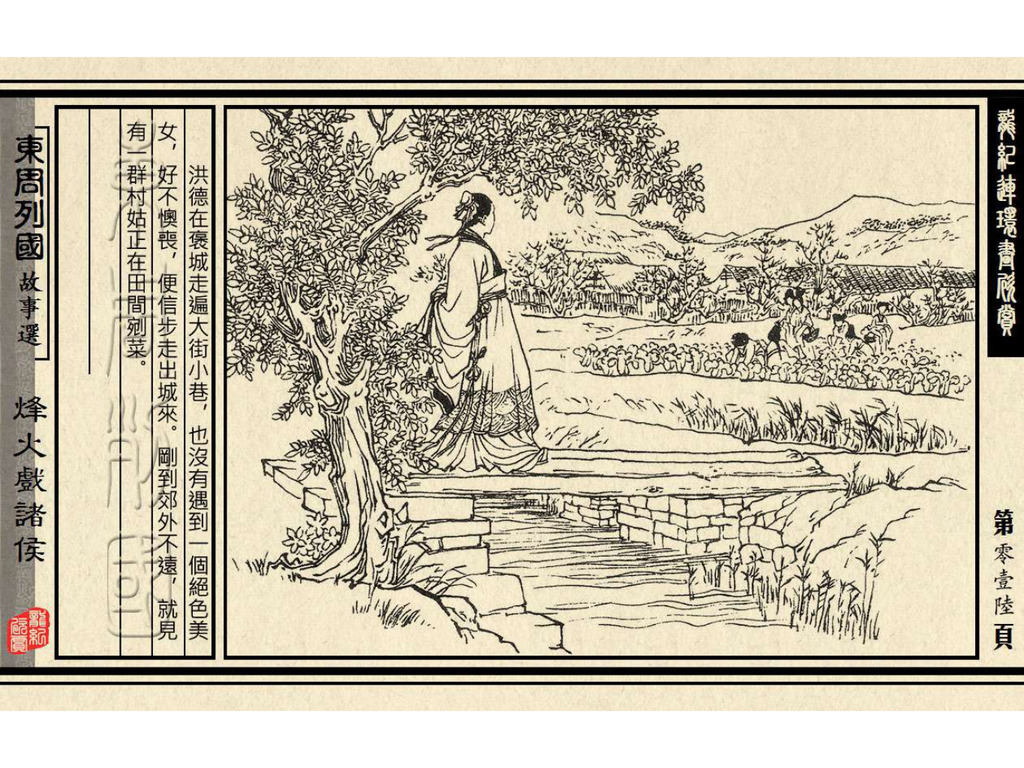 龍紀連環書欣賞
第零壹陸頁
洪德在褒城走遍大街小巷，也沒有遇到一個絕色美
女，好不懊喪，便信步走出城來。剛到郊外不遠，就見
有一群村姑正在田間剜菜。
東周列國故事選
烽火戲諸侯